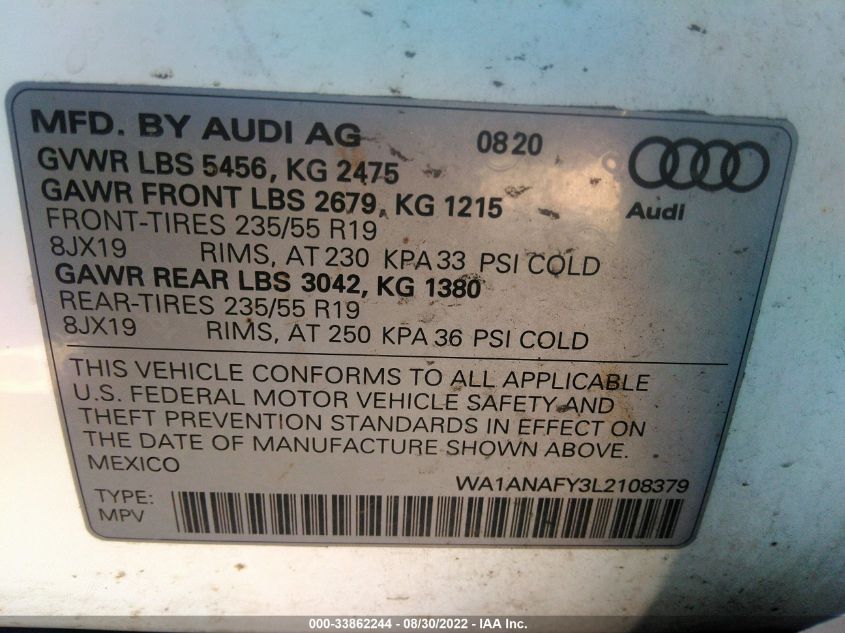 MFD. BY AUDI AG 0820
GVWR LBS 5456, KG 2475
GAWR FRONT LBS 2679, KG 1215
Audi
FRONT-TIRES 235/55 R19
8JX19 RIMS, AT 230 KPA 33 PSI COLD
GAWR REAR LBS 3042, KG 1380
REAR-TIRES 235/55 R19
8JX19 RIMS, AT 250 KPA 36 PSI COLD
THIS VEHICLE CONFORMS TO ALL APPLICABLE
U.S. FEDERAL MOTOR VEHICLE SAFETY AND
THEFT PREVENTION STANDARDS IN EFFECT ON
THE DATE OF MANUFACTURE SHOWN ABOVE.
MEXICO
WA1ANAFY3L2108379
TYPE:
MPV
000-33862244 - 08/30/2022 - IAA Inc.